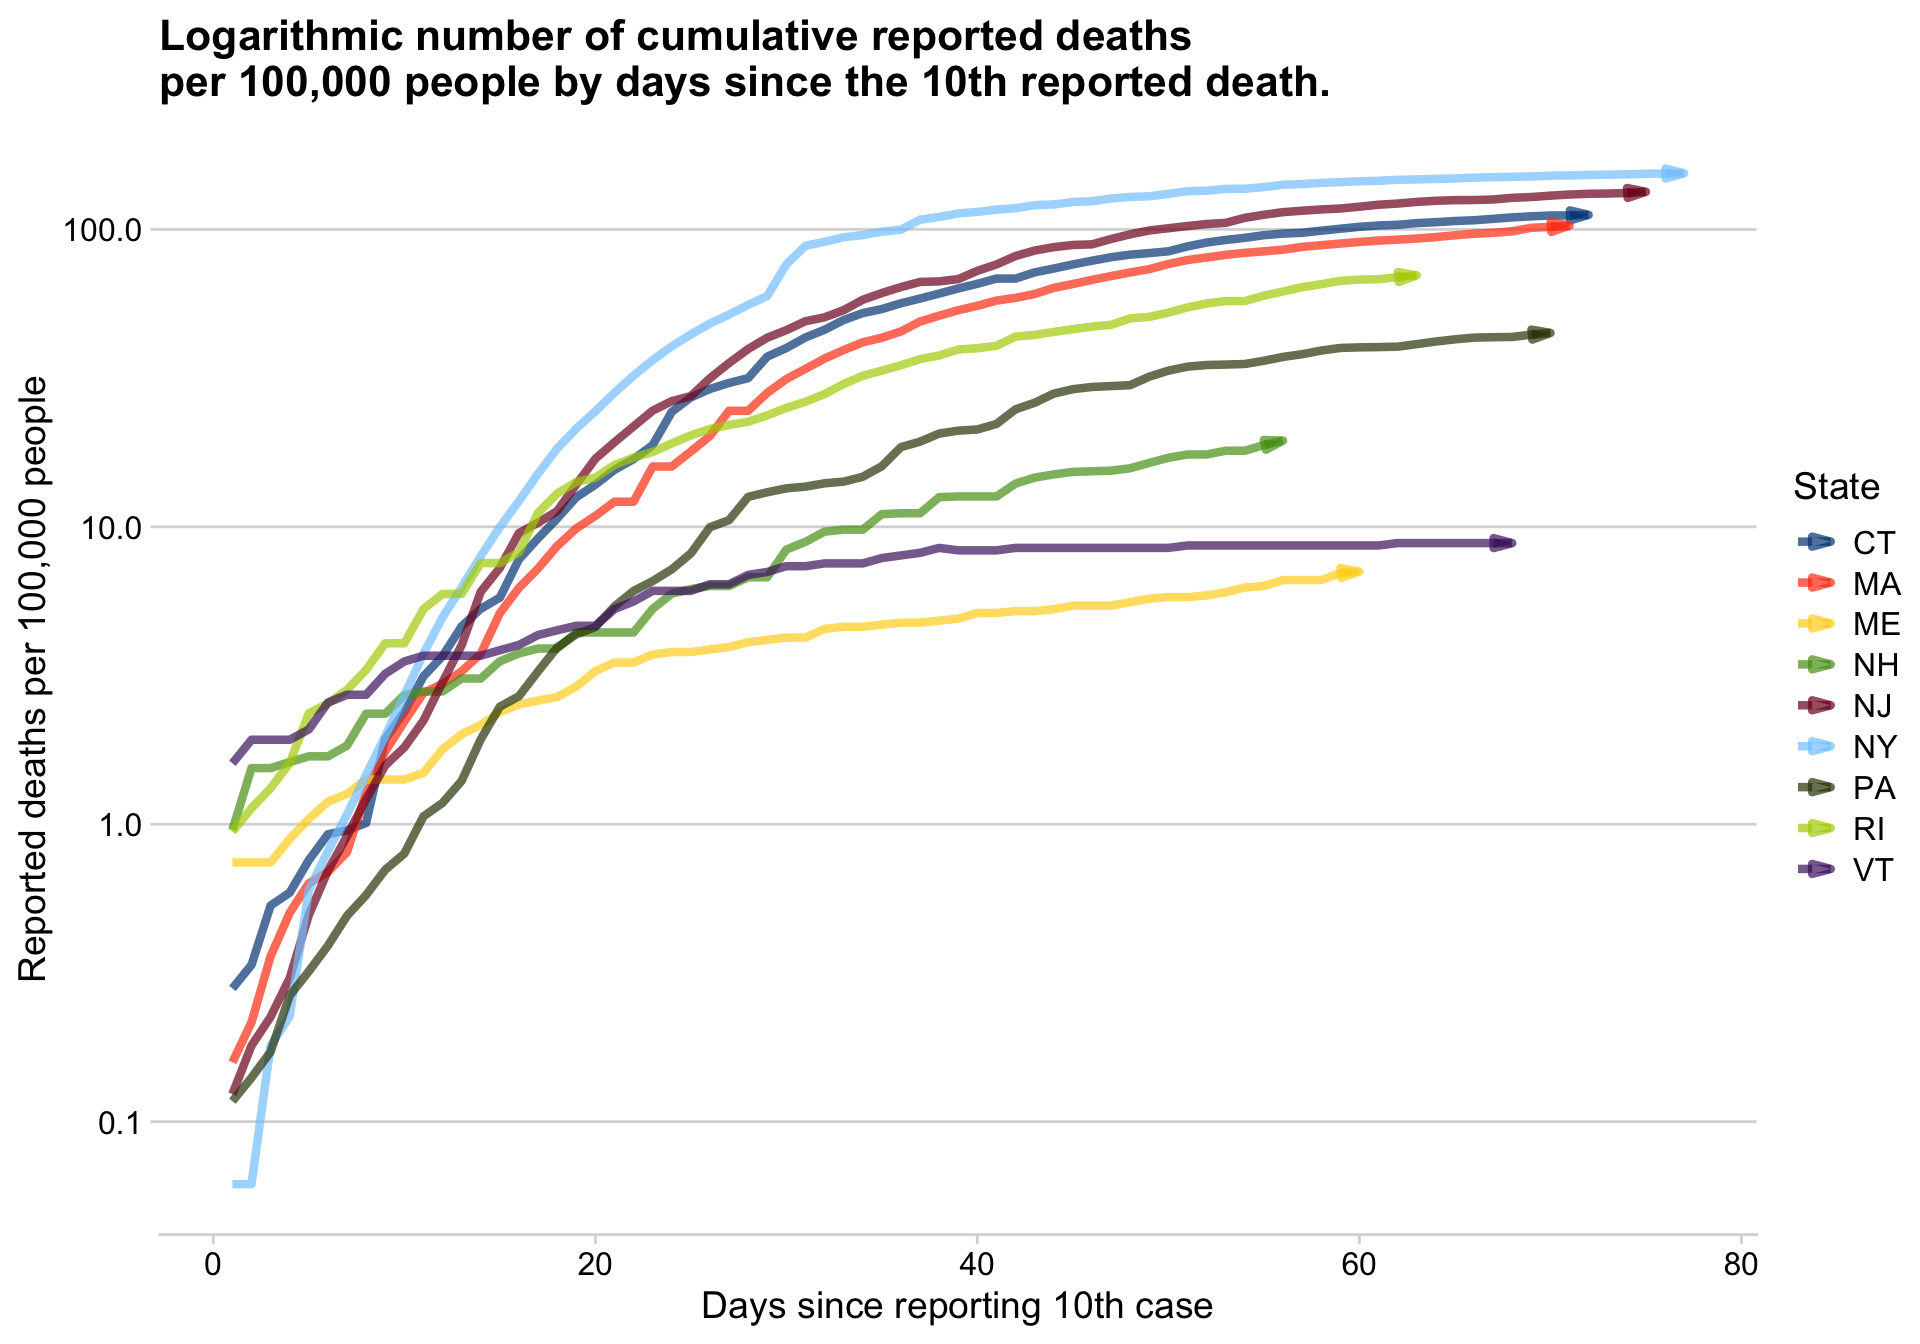 Logarithmic number of cumulative reported deaths
per 100,000 people by days since the 10th reported death.
Reported deaths per 100,000 people
100.0
10.0
1.0
0.1
0
20
40
60
80
Days since reporting 10th case
State
CT
MA
ME
NH
NJ
NY
PA
RI
VT